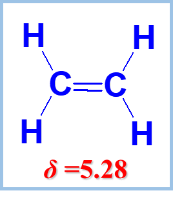 H H
C=C
H H
δ =5.28